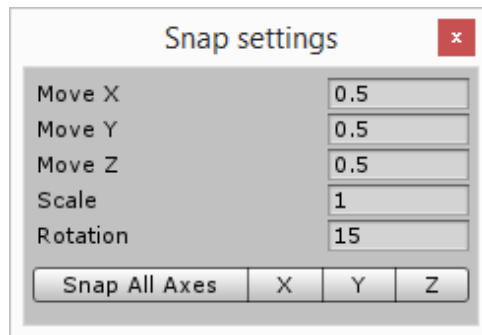 Snap settings x
Move X 0.5
Move Y 0.5
Move Z 0.5
Scale 1
Rotation 15
Snap All Axes X Y Z